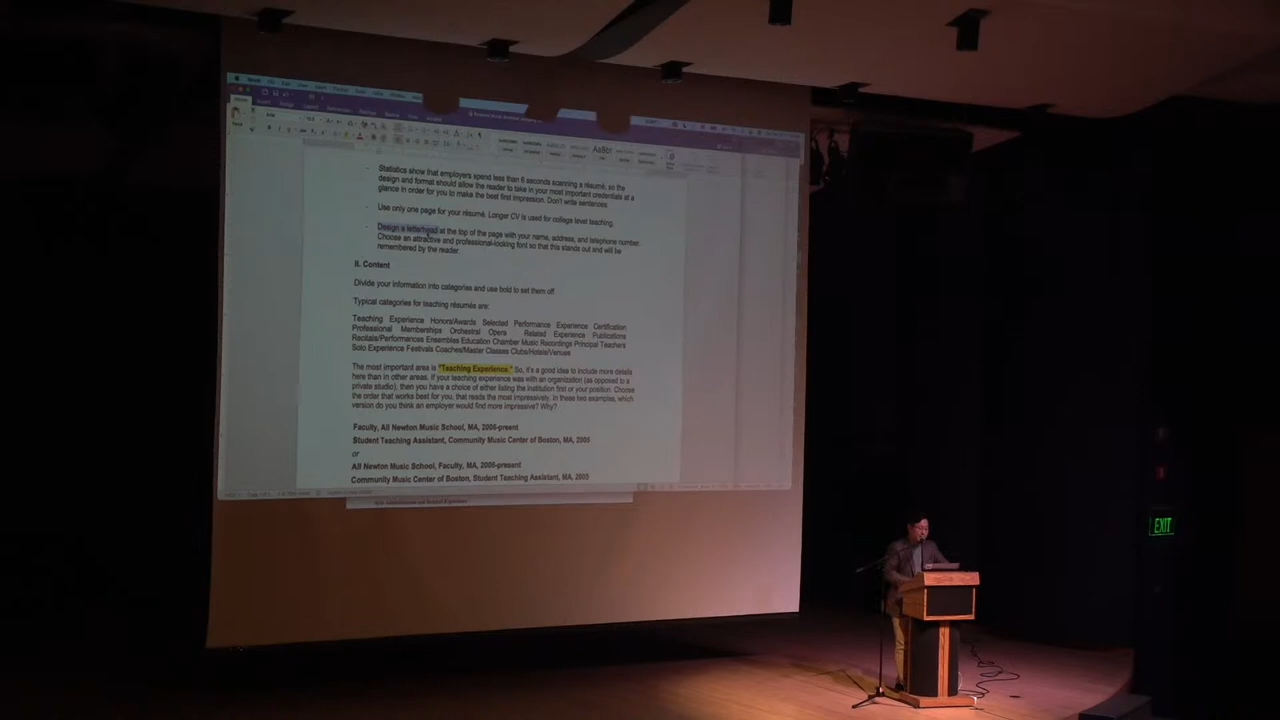 Statistics show that employers spend less than 6 seconds scanning a résumé, so the
design and format should allow the reader to take in your most important credentials at a
glance in order for you to make the best first impression. Don't write sentences.
Use only one page for your résumé. Longer CV is used for college level teaching.
Design a letterhead at the top of the page with your name, address, and telephone number.
Choose an attractive and professional-looking font so that this stands out and will be
remembered by the reader.
II. Content
Divide your information into categories and use bold to set them off.
Typical categories for teaching résumés are:
Teaching Experience Honors/Awards Selected Performance Experience Certification
Professional Memberships Orchestral Opera Related Experience Publications
Recitals/Performances Ensembles Education Chamber Music Recordings Principal Teachers
Solo Experience Festivals Coaches/Master Classes Clubs/Hotels/Venues
The most important area is "Teaching Experience." So, it's a good idea to include more details
here than in other areas. If your teaching experience was with an organization (as opposed to a
private studio), then you have a choice of either listing the institution first or your position. Choose
the order that works best for you, that reads the most impressively, in these two examples, which
version do you think an employer would find more impressive? Why?
Faculty, All Newton Music School, MA, 2006-present
Student Teaching Assistant, Community Music Center of Boston, MA, 2005
or
All Newton Music School, Faculty, MA, 2006-present
Community Music Center of Boston, Student Teaching Assistant, MA, 2005
EXIT